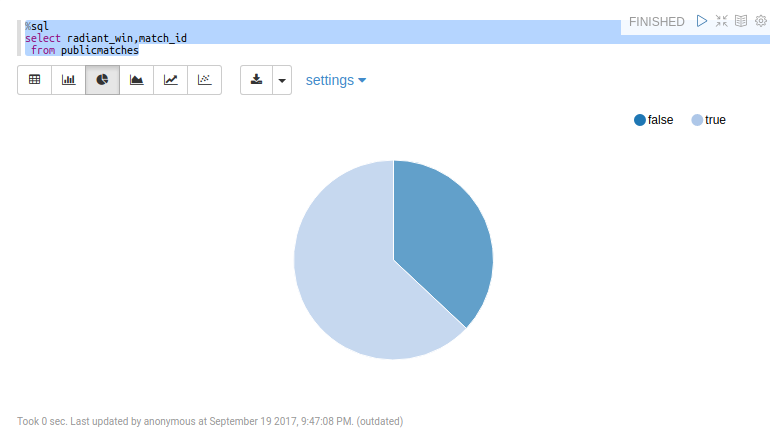 %sql
select radiant_win,match_id
from publicmatches
FINISHED
settings
false true
Took 0 sec. Last updated by anonymous at September 19 2017, 9:47:08 PM. (outdated)